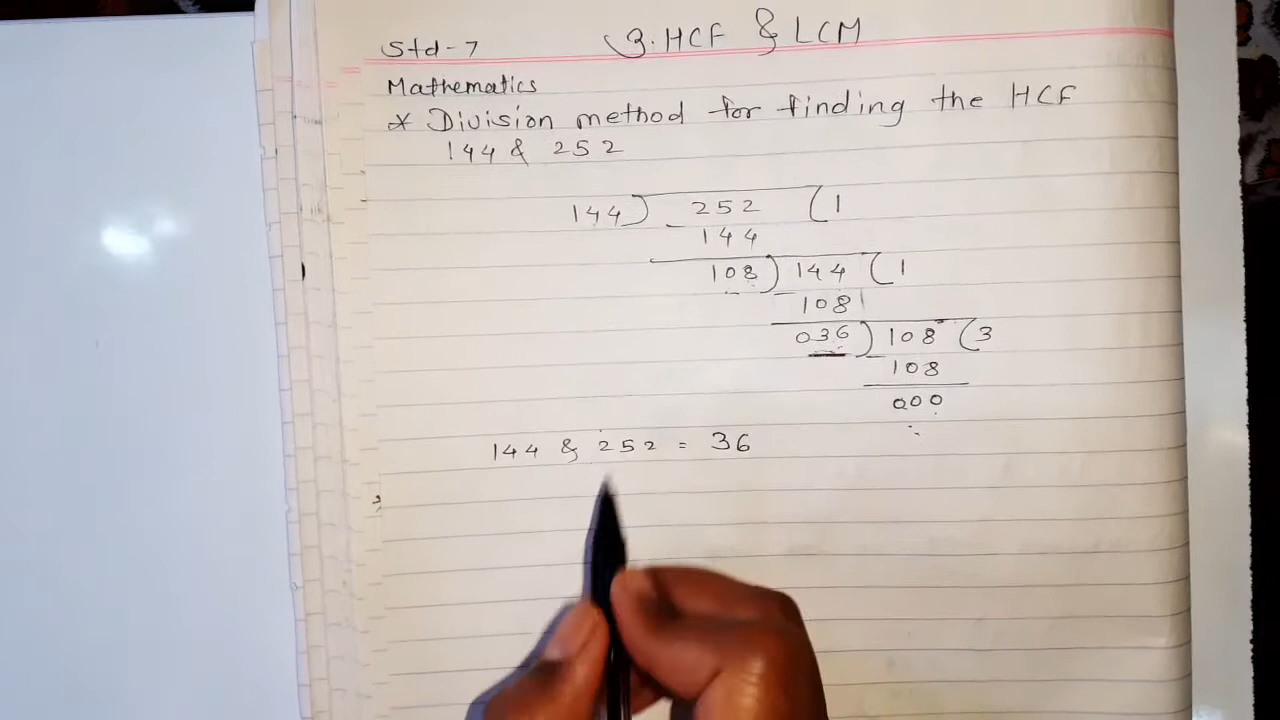 Std-7 3. HCF & LCM
Mathematics
* Division method for finding the HCF
144 & 252
144) 252 (1
144
108) 144 (1
108
036) 108 (3
108
000
144 & 252 = 36